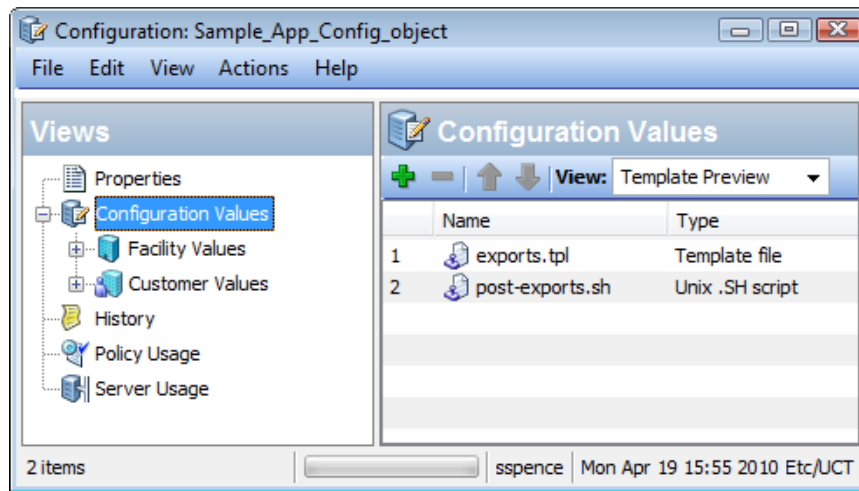 Configuration: Sample_App_Config_object
File Edit View Actions Help
Views
Properties
Configuration Values
Facility Values
Customer Values
History
Policy Usage
Server Usage
Configuration Values
View: Template Preview
Name Type
1 exports.tpl Template file
2 post-exports.sh Unix .SH script
2 items sspence Mon Apr 19 15:55 2010 Etc/UCT